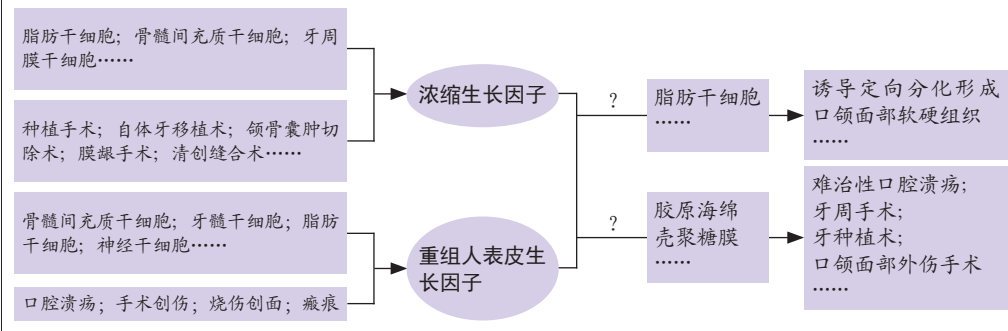 脂肪干细胞；骨髓间充质干细胞；牙周
膜干细胞……
种植手术；自体牙移植术；颌骨囊肿切
除术；膜龈手术；清创缝合术……
浓缩生长因子
骨髓间充质干细胞；牙髓干细胞；脂肪
干细胞；神经干细胞……
口腔溃疡；手术创伤；烧伤创面；瘢痕
重组人表皮生
长因子
?
脂肪干细胞
……
诱导定向分化形成
口颌面部软硬组织
……
?
胶原海绵
壳聚糖膜
……
难治性口腔溃疡；
牙周手术；
牙种植术；
口颌面部外伤手术
……